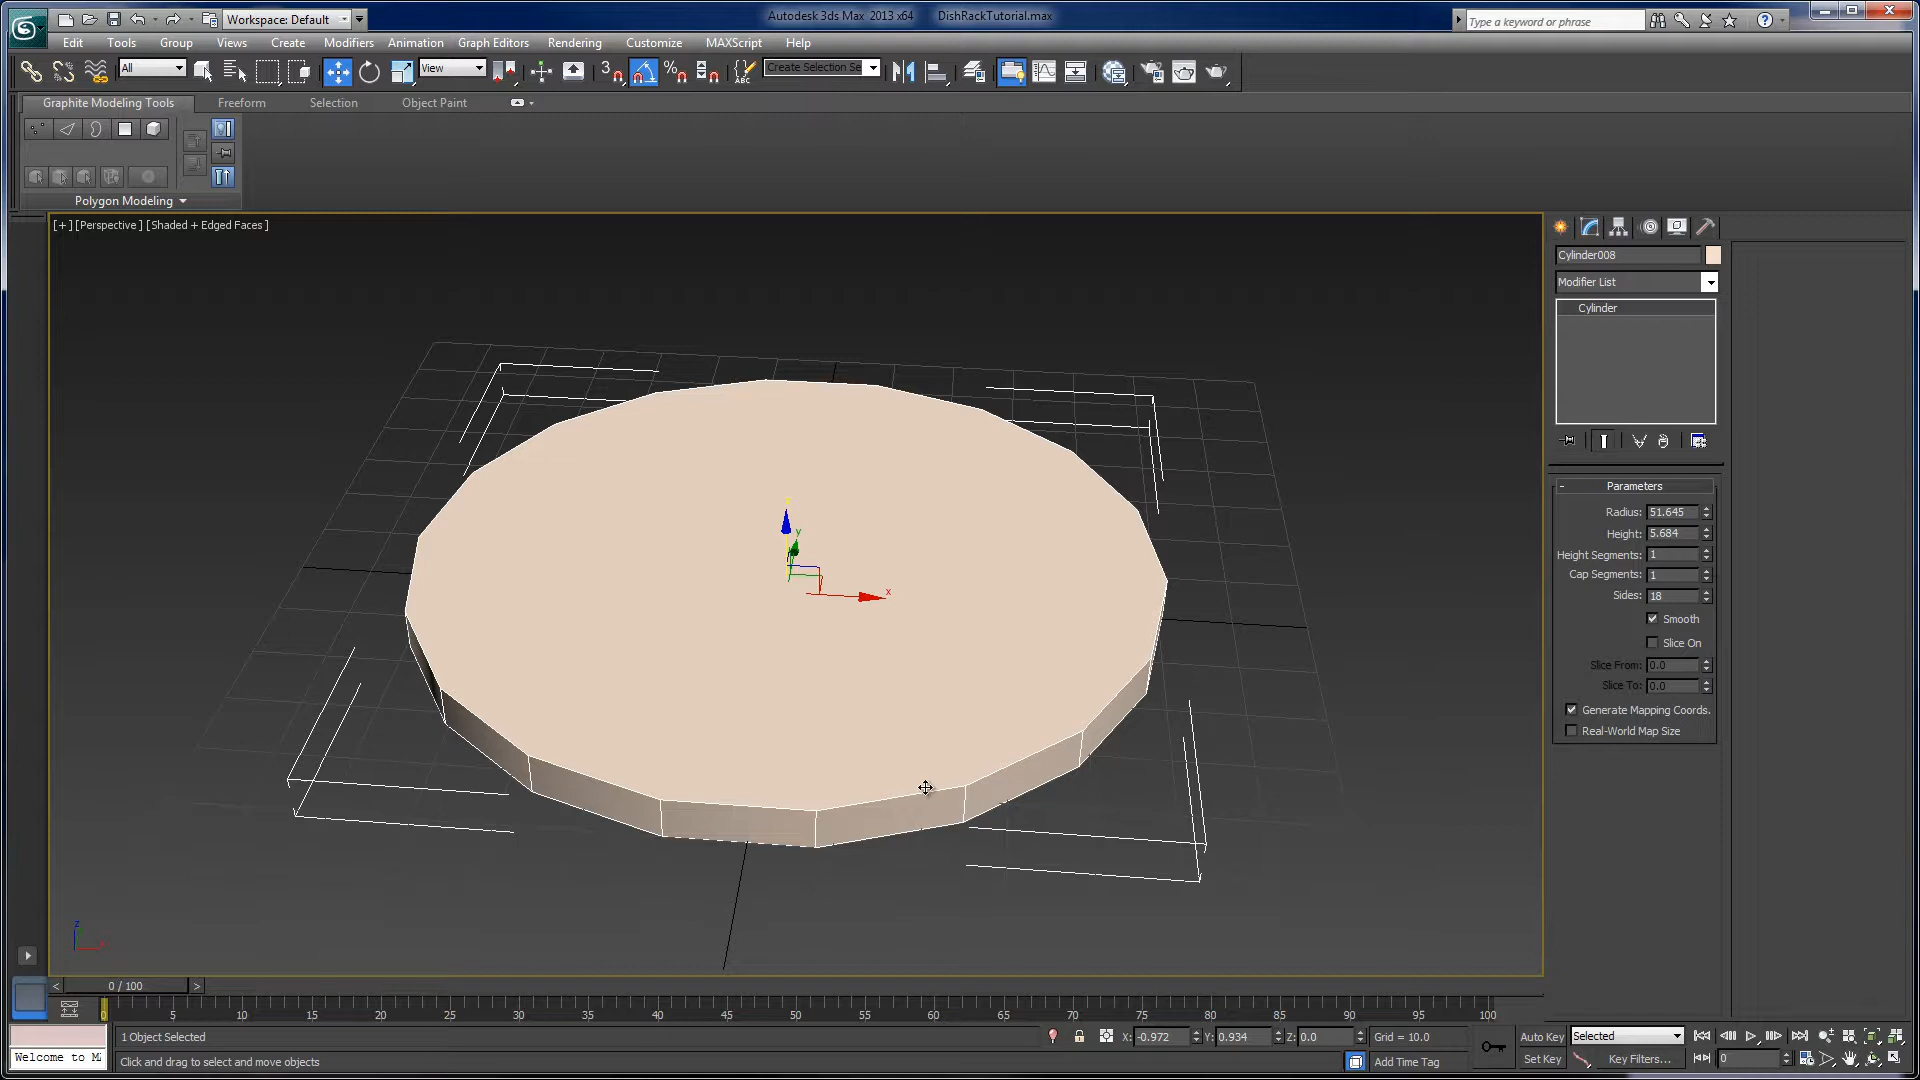 Workspace: Default
Autodesk 3ds Max 2013 x64 DishRackTutorial.max
Type a keyword or phrase
Edit Tools Group Views Create Modifiers Animation Graph Editors Rendering Customize MAXScript Help
All View Create Selection Se
Graphite Modeling Tools Freeform Selection Object Paint
Polygon Modeling
[+] [Perspective] [Shaded + Edged Faces]
Cylinder008
Modifier List
Cylinder
Parameters
Radius: 51.645
Height: 5.684
Height Segments: 1
Cap Segments: 1
Sides: 18
Smooth
Slice On
Slice From: 0.0
Slice To: 0.0
Generate Mapping Coords.
Real-World Map Size
y
x
z
< 0 / 100 >
0 5 10 15 20 25 30 35 40 45 50 55 60 65 70 75 80 85 90 95 100
1 Object Selected X: -0.972 Y: 0.934 Z: 0.0 Grid = 10.0 Auto Key Selected
Welcome to M Click and drag to select and move objects Add Time Tag Set Key Key Filters... 0